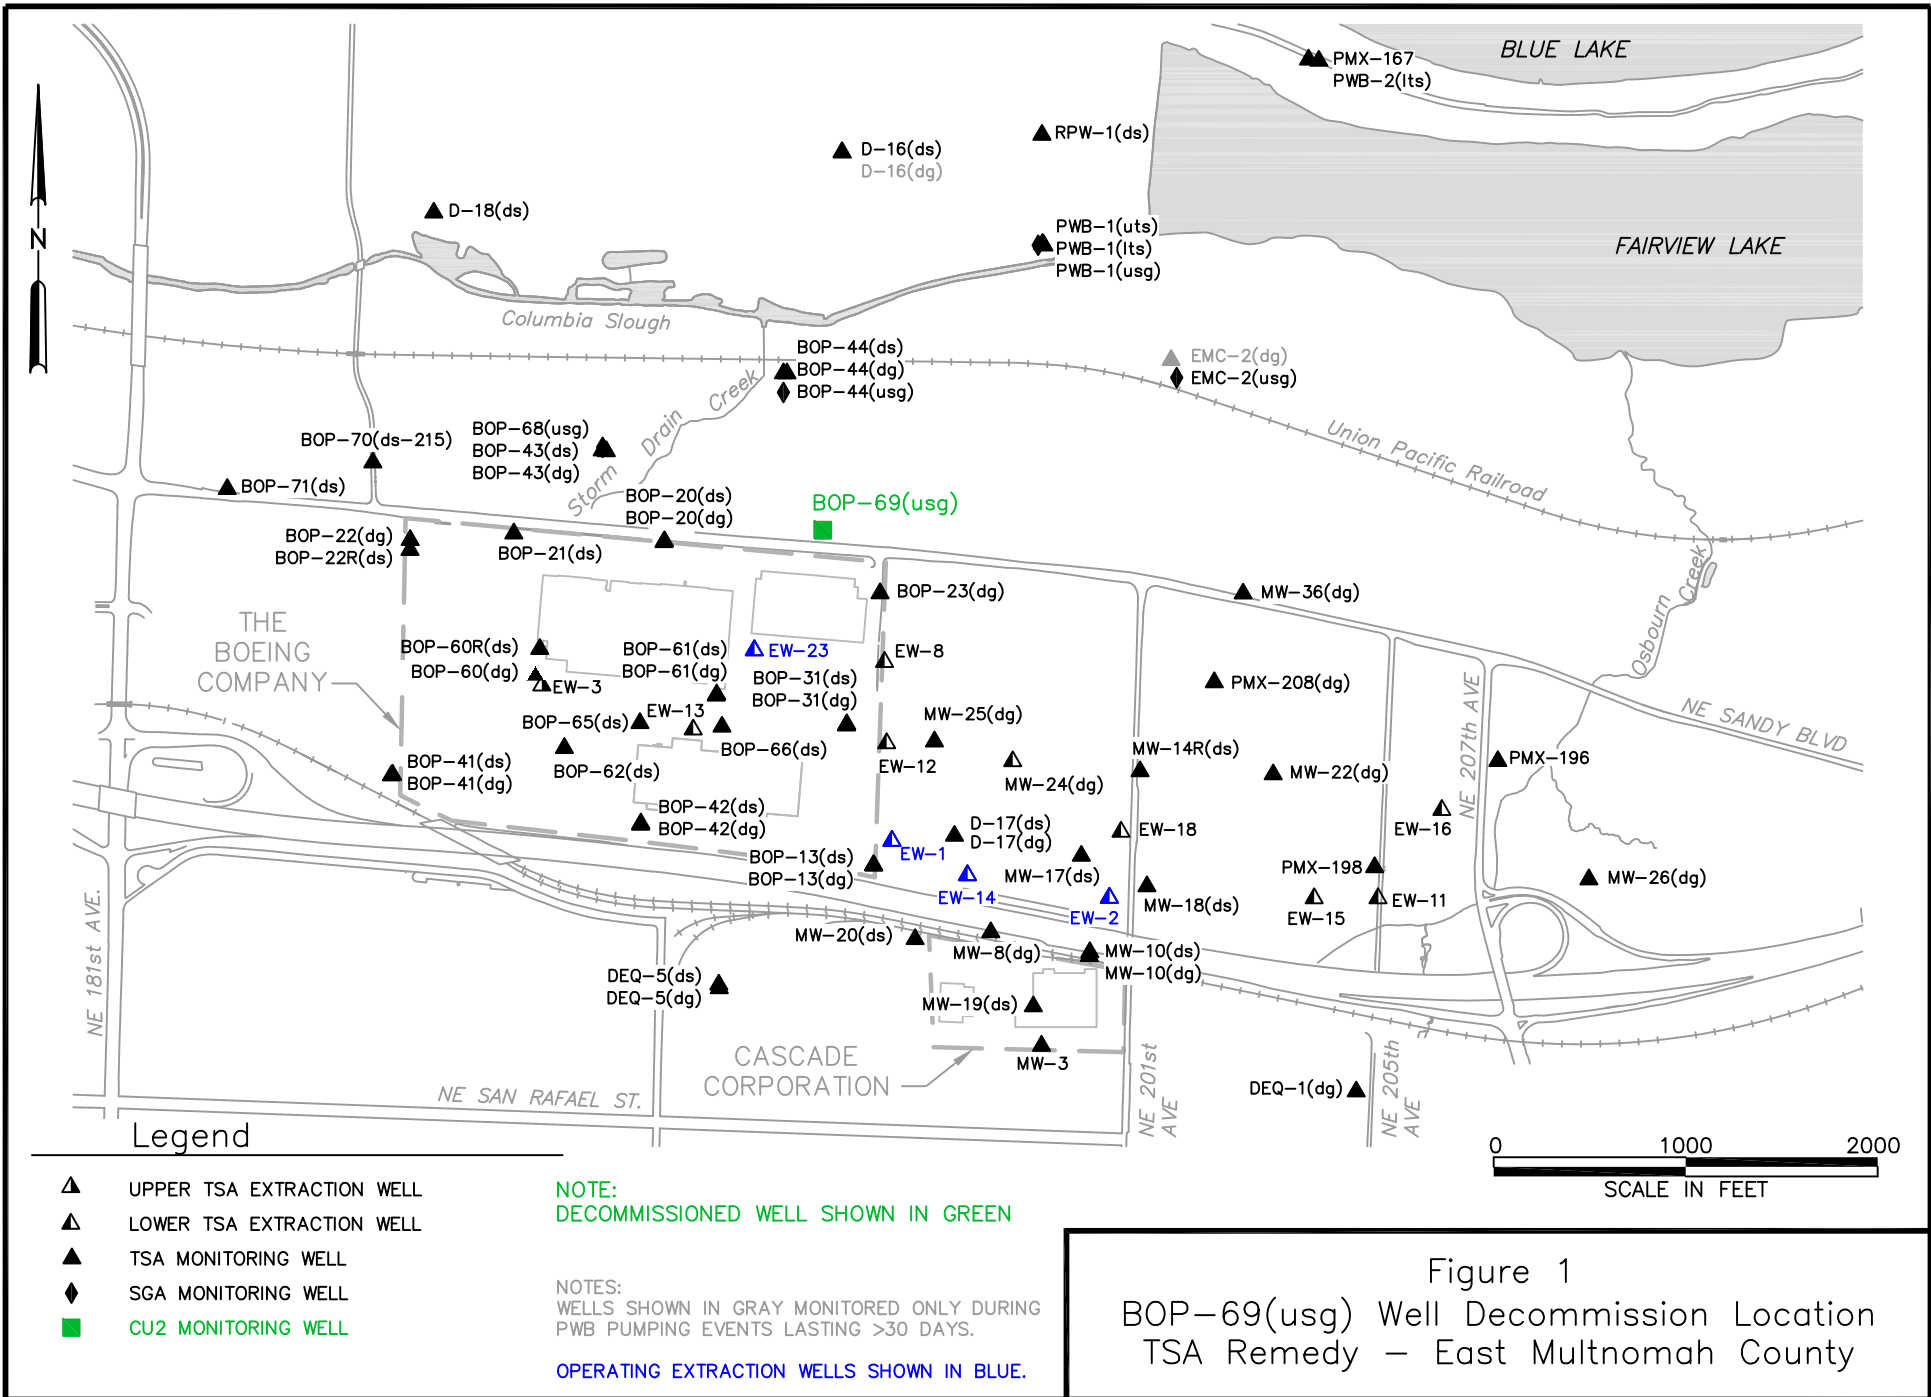 BLUE LAKE
PMX-167
PWB-2(lts)
RPW-1(ds)
D-16(ds)
D-16(dg)
D-18(ds)
N
PWB-1(uts)
PWB-1(lts)
PWB-1(usg)
FAIRVIEW LAKE
Columbia Slough
BOP-44(ds)
BOP-44(dg)
BOP-44(usg)
EMC-2(dg)
EMC-2(usg)
Storm Drain Creek
Union Pacific Railroad
BOP-70(ds-215)
BOP-68(usg)
BOP-43(ds)
BOP-43(dg)
BOP-71(ds)
BOP-20(ds)
BOP-20(dg)
BOP-69(usg)
BOP-22(dg)
BOP-22R(ds)
BOP-21(ds)
BOP-23(dg)
MW-36(dg)
Osbourn Creek
THE
BOEING
COMPANY
BOP-60R(ds)
BOP-60(dg)
EW-3
BOP-61(ds)
BOP-61(dg)
EW-23
EW-8
BOP-31(ds)
BOP-31(dg)
PMX-208(dg)
NE 207th AVE
NE SANDY BLVD
BOP-65(ds)
EW-13
BOP-66(ds)
MW-25(dg)
EW-12
MW-14R(ds)
BOP-62(ds)
MW-24(dg)
MW-22(dg)
PMX-196
BOP-41(ds)
BOP-41(dg)
BOP-42(ds)
BOP-42(dg)
D-17(ds)
D-17(dg)
EW-18
EW-16
EW-1
BOP-13(ds)
BOP-13(dg)
MW-17(ds)
PMX-198
MW-26(dg)
EW-14
EW-2
MW-18(ds)
EW-15
EW-11
NE 181st AVE.
MW-20(ds)
MW-8(dg)
MW-10(ds)
MW-10(dg)
DEQ-5(ds)
DEQ-5(dg)
MW-19(ds)
MW-3
CASCADE
CORPORATION
NE SAN RAFAEL ST.
NE 201st
AVE
DEQ-1(dg)
NE 205th
AVE
0 1000 2000
SCALE IN FEET
Legend
UPPER TSA EXTRACTION WELL
LOWER TSA EXTRACTION WELL
TSA MONITORING WELL
SGA MONITORING WELL
CU2 MONITORING WELL
NOTE:
DECOMMISSIONED WELL SHOWN IN GREEN
NOTES:
WELLS SHOWN IN GRAY MONITORED ONLY DURING
PWB PUMPING EVENTS LASTING >30 DAYS.
OPERATING EXTRACTION WELLS SHOWN IN BLUE.
Figure 1
BOP-69(usg) Well Decommission Location
TSA Remedy - East Multnomah County